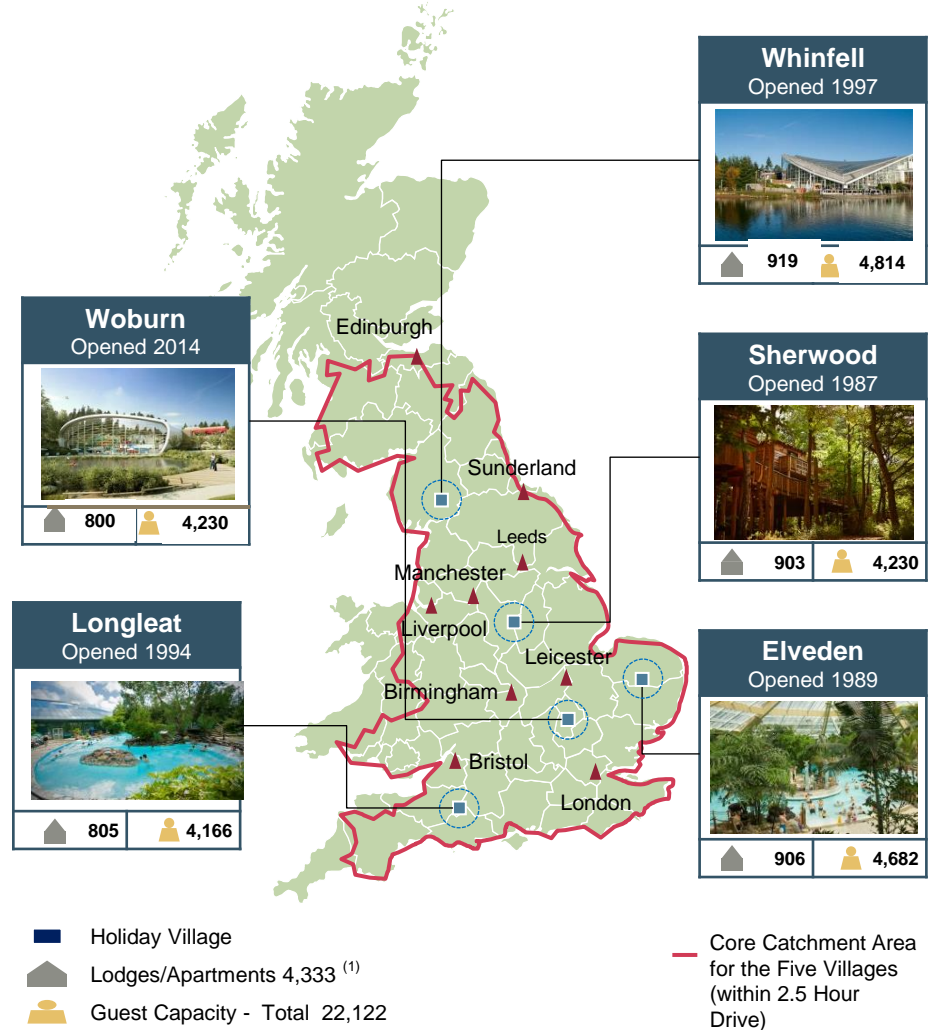 Whinfell
Opened 1997
919
4,814
Woburn
Opened 2014
800
4,230
Edinburgh
Sherwood
Opened 1987
903
4,230
Sunderland
Leeds
Manchester
Liverpool
Longleat
Opened 1994
805
4,166
Leicester
Birmingham
Bristol
London
Elveden
Opened 1989
906
4,682
Holiday Village
Lodges/Apartments 4,333 (1)
Guest Capacity - Total 22,122
Core Catchment Area
for the Five Villages
(within 2.5 Hour
Drive)